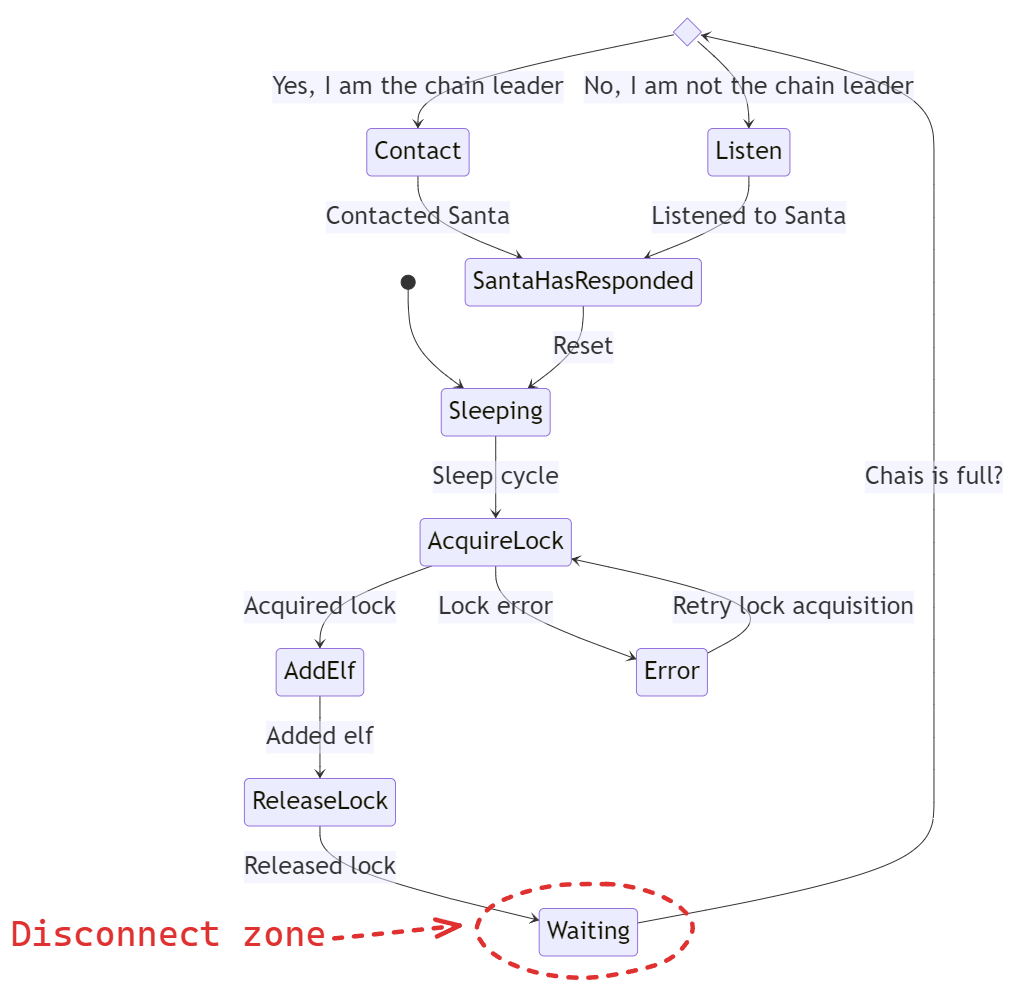 Yes, I am the chain leader
No, I am not the chain leader
Contact
Listen
Contacted Santa
Listened to Santa
SantaHasResponded
Reset
Sleeping
Sleep cycle
Chais is full?
AcquireLock
Acquired lock
Lock error
Retry lock acquisition
AddElf
Error
Added elf
ReleaseLock
Released lock
Disconnect zone
Waiting